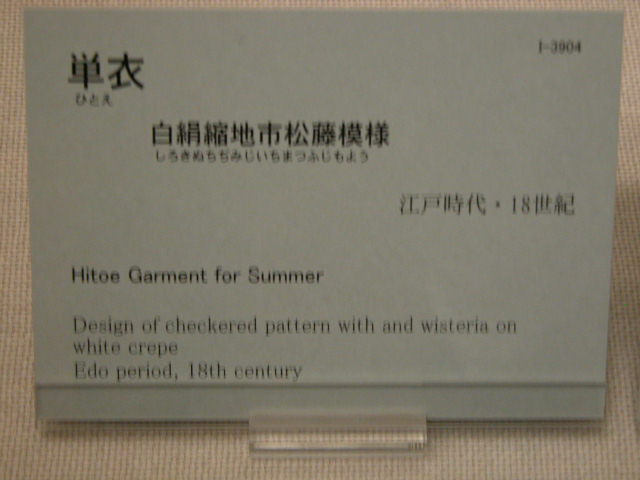 I-3904
単衣
ひとえ
白絹縮地市松藤模様
しろきぬちぢみじいちまつふじもよう
江戸時代・18世紀
Hitoe Garment for Summer
Design of checkered pattern with and wisteria on
white crepe
Edo period, 18th century